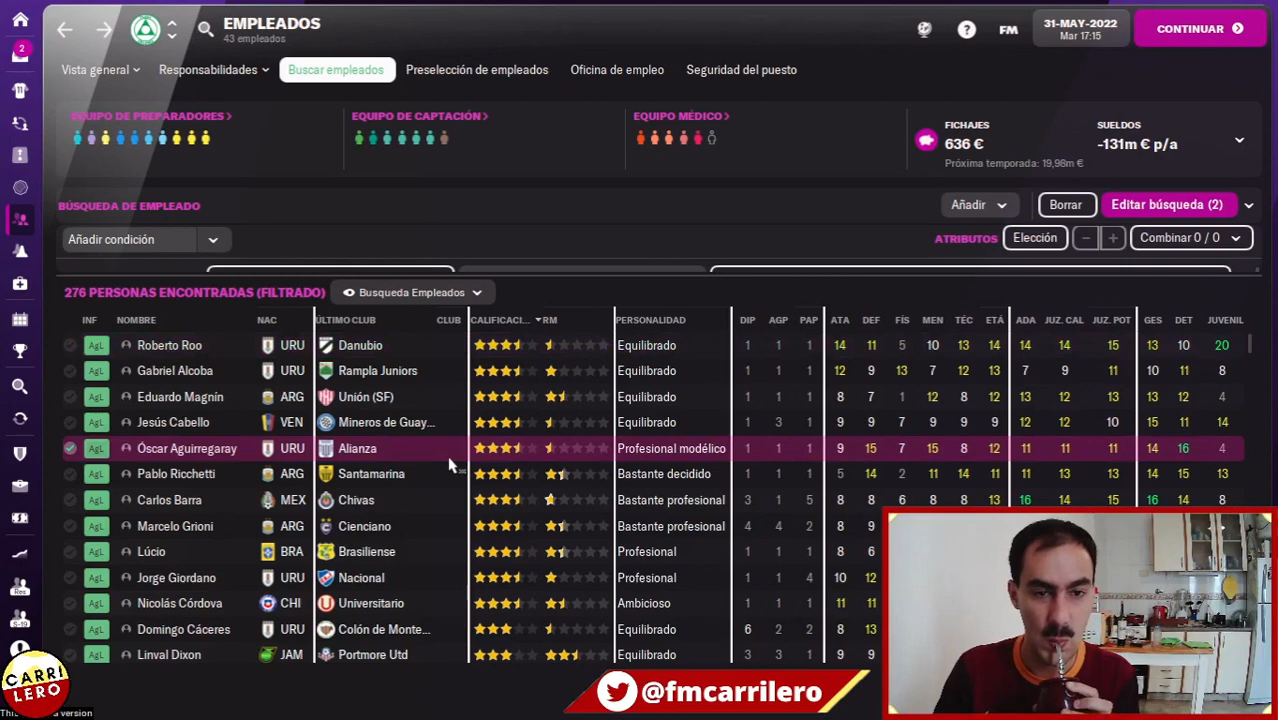 EMPLEADOS
43 empleados
FM
31-MAY-2022
Mar 17:15
CONTINUAR
2
Vista general
Responsabilidades
Buscar empleados
Preselección de empleados
Oficina de empleo
Seguridad del puesto
EQUIPO DE PREPARADORES
EQUIPO DE CAPTACIÓN
EQUIPO MÉDICO
FICHAJES
636 €
SUELDOS
-131m € p/a
Próxima temporada: 19,98m €
BÚSQUEDA DE EMPLEADO
Añadir
Borrar
Editar búsqueda (2)
Añadir condición
ATRIBUTOS
Elección
Combinar 0 / 0
276 PERSONAS ENCONTRADAS (FILTRADO)
Busqueda Empleados
INF NOMBRE NAC ÚLTIMO CLUB CLUB CALIFICACI... RM PERSONALIDAD DIP AGP PAP ATA DEF FÍS MEN TÉC ETÁ ADA JUZ. CAL JUZ. POT GES DET JUVENIL
AgL Roberto Roo URU Danubio Equilibrado 1 1 1 14 11 5 10 13 14 14 14 15 13 10 20
AgL Gabriel Alcoba URU Rampla Juniors Equilibrado 1 1 1 12 9 13 7 12 13 7 9 11 10 11 8
AgL Eduardo Magnín ARG Unión (SF) Equilibrado 1 1 1 8 8 1 12 8 12 13 12 12 13 12 4
AgL Jesús Cabello VEN Mineros de Guay... Equilibrado 1 3 1 9 9 7 9 9 9 12 12 10 15 11 14
AgL Óscar Aguirregaray URU Alianza Profesional modélico 1 1 1 9 15 7 15 8 12 11 11 11 14 16 4
AgL Pablo Ricchetti ARG Santamarina Bastante decidido 1 1 1 5 14 2 11 14 11 11 13 13 14 15 13
AgL Carlos Barra MEX Chivas Bastante profesional 3 1 5 8 8 6 8 8 13 16 14 15 16 14 8
AgL Marcelo Grioni ARG Cienciano Bastante profesional 4 4 2 8 9
AgL Lúcio BRA Brasiliense Profesional 1 1 1 8 6
AgL Jorge Giordano URU Nacional Profesional 1 1 4 10 12
AgL Nicolás Córdova CHI Universitario Ambicioso 1 1 1 11 11
AgL Domingo Cáceres URU Colón de Monte... Equilibrado 6 2 2 8 13
AgL Linval Dixon JAM Portmore Utd Equilibrado 3 3 1 9 9
Res
S-19
CARRI
LERO
@fmcarrilero